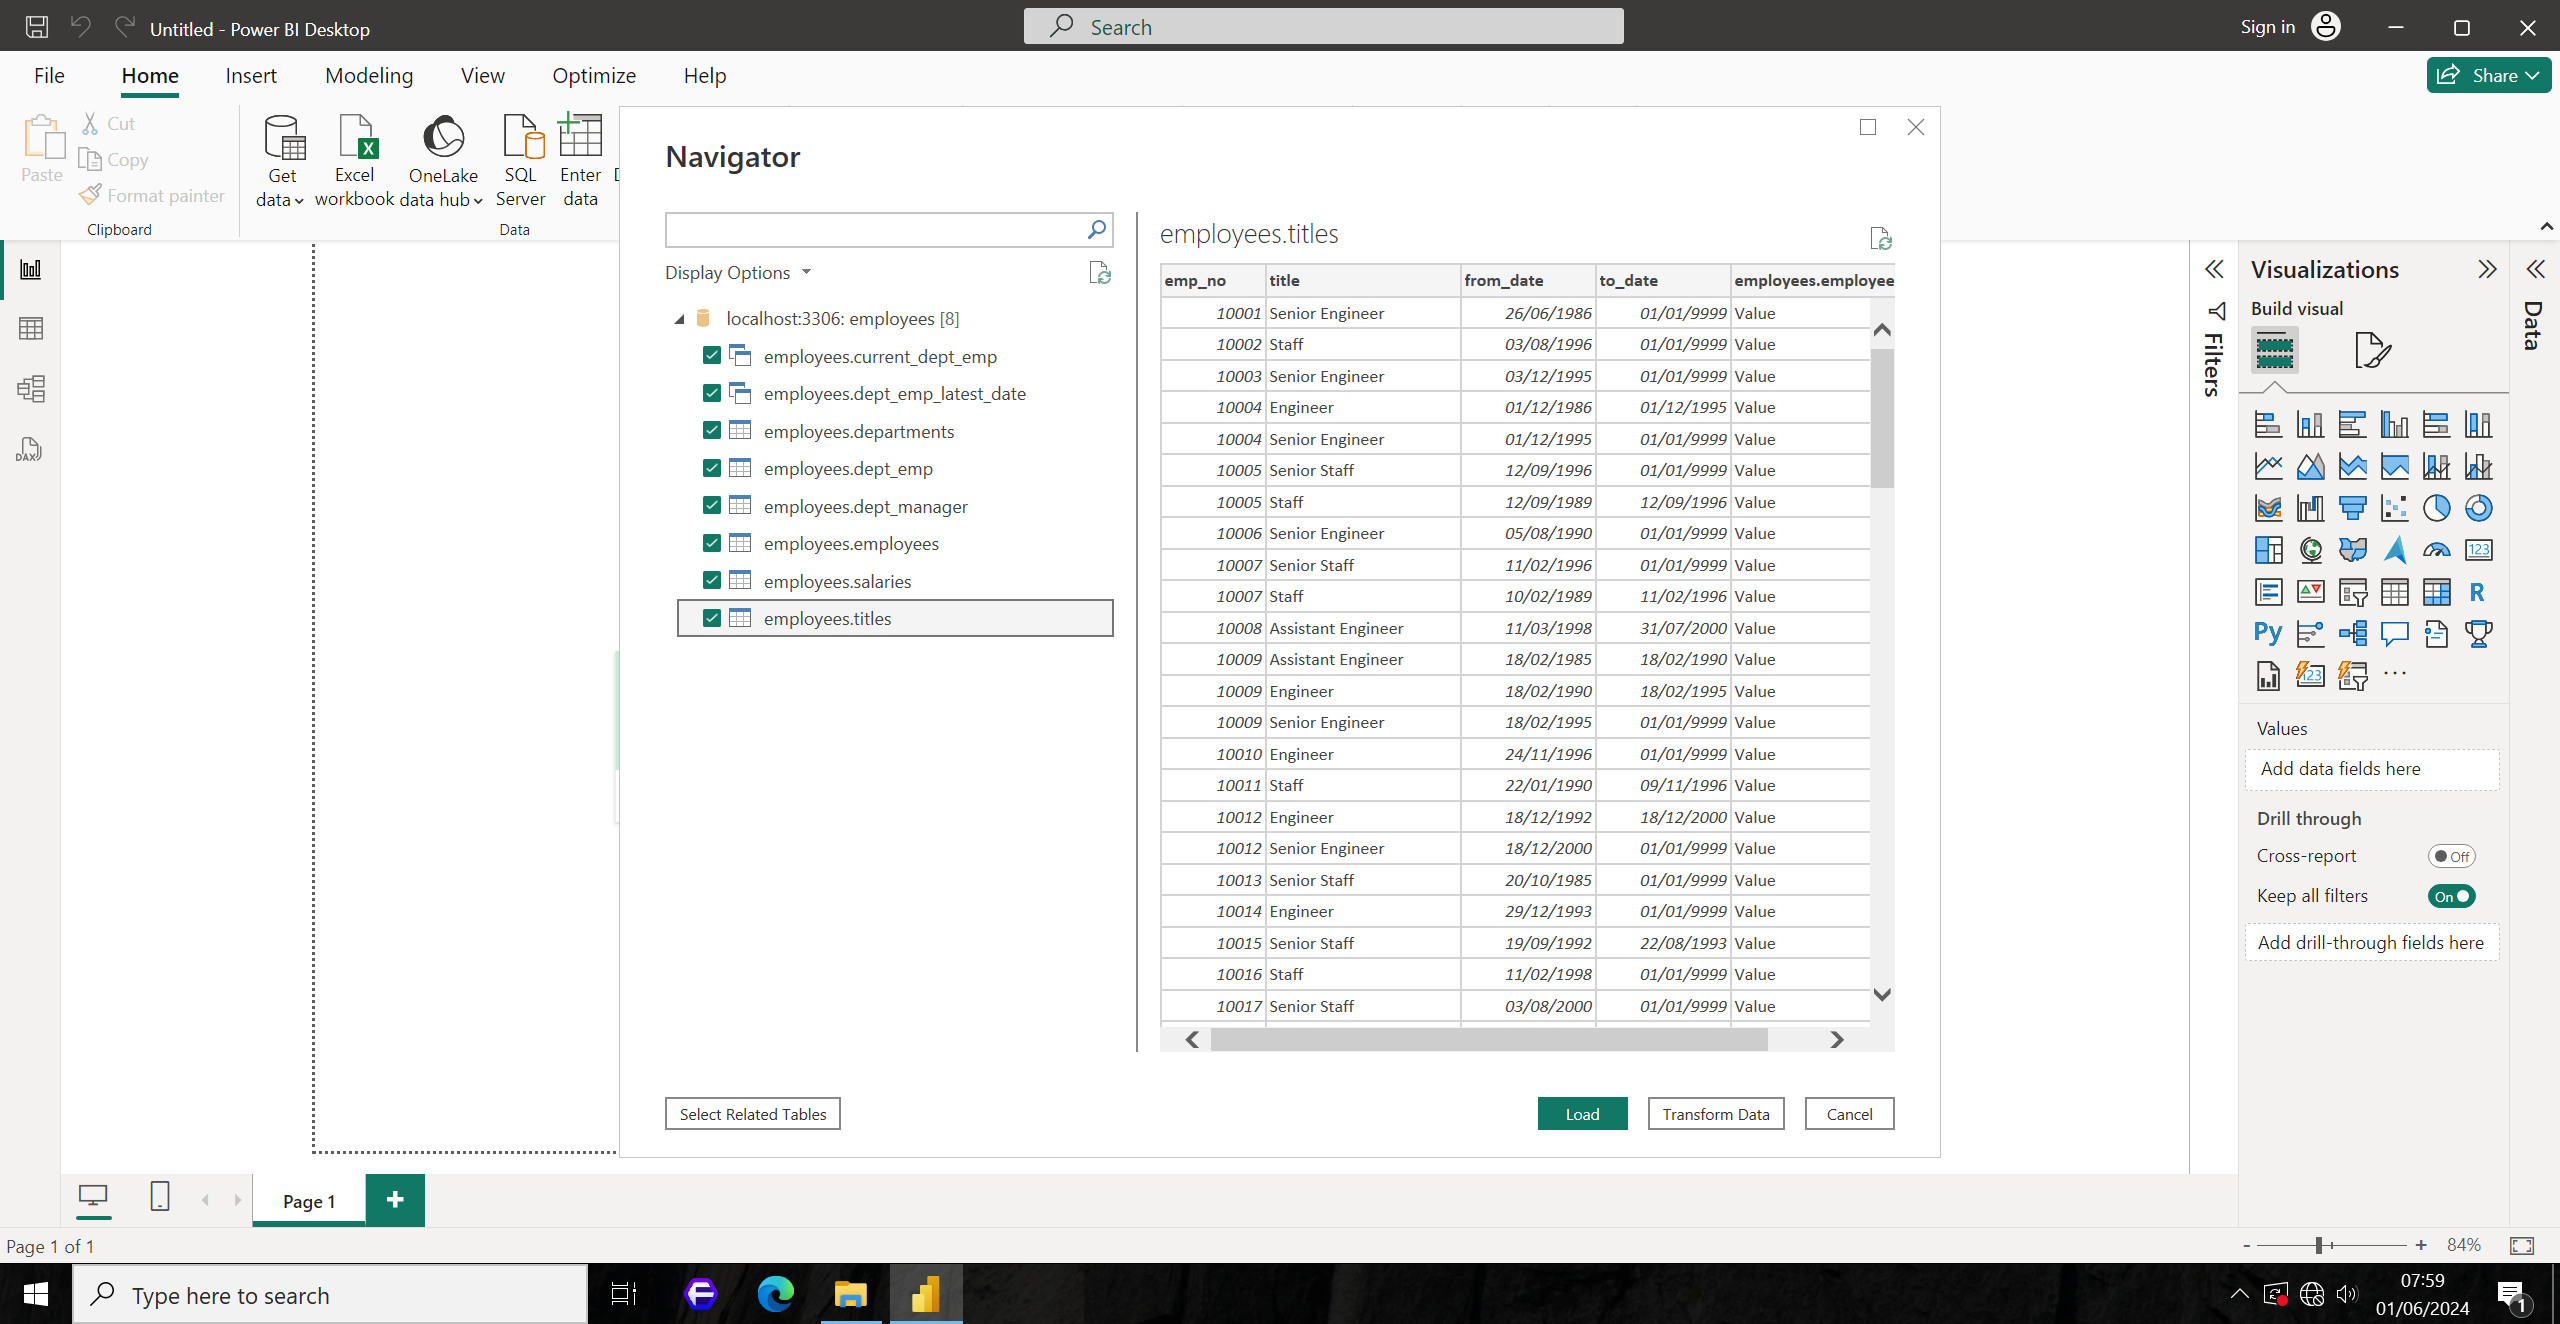 Untitled - Power BI Desktop
Search
Sign in
File
Home
Insert
Modeling
View
Optimize
Help
Share
Paste
Cut
Copy
Format painter
Clipboard
Get data
Excel workbook
OneLake data hub
SQL Server
Enter data
Data
Navigator
Display Options
localhost:3306: employees [8]
employees.current_dept_emp
employees.dept_emp_latest_date
employees.departments
employees.dept_emp
employees.dept_manager
employees.employees
employees.salaries
employees.titles
employees.titles
emp_no title from_date to_date employees.employee
10001 Senior Engineer 26/06/1986 01/01/9999 Value
10002 Staff 03/08/1996 01/01/9999 Value
10003 Senior Engineer 03/12/1995 01/01/9999 Value
10004 Engineer 01/12/1986 01/12/1995 Value
10004 Senior Engineer 01/12/1995 01/01/9999 Value
10005 Senior Staff 12/09/1996 01/01/9999 Value
10005 Staff 12/09/1989 12/09/1996 Value
10006 Senior Engineer 05/08/1990 01/01/9999 Value
10007 Senior Staff 11/02/1996 01/01/9999 Value
10007 Staff 10/02/1989 11/02/1996 Value
10008 Assistant Engineer 11/03/1998 31/07/2000 Value
10009 Assistant Engineer 18/02/1985 18/02/1990 Value
10009 Engineer 18/02/1990 18/02/1995 Value
10009 Senior Engineer 18/02/1995 01/01/9999 Value
10010 Engineer 24/11/1996 01/01/9999 Value
10011 Staff 22/01/1990 09/11/1996 Value
10012 Engineer 18/12/1992 18/12/2000 Value
10012 Senior Engineer 18/12/2000 01/01/9999 Value
10013 Senior Staff 20/10/1985 01/01/9999 Value
10014 Engineer 29/12/1993 01/01/9999 Value
10015 Senior Staff 19/09/1992 22/08/1993 Value
10016 Staff 11/02/1998 01/01/9999 Value
10017 Senior Staff 03/08/2000 01/01/9999 Value
Select Related Tables
Load
Transform Data
Cancel
Filters
Visualizations
Build visual
123
R
Py
123
...
Values
Add data fields here
Drill through
Cross-report Off
Keep all filters On
Add drill-through fields here
Data
DAX
Page 1
+
Page 1 of 1
- + 84%
Type here to search
07:59
01/06/2024
1